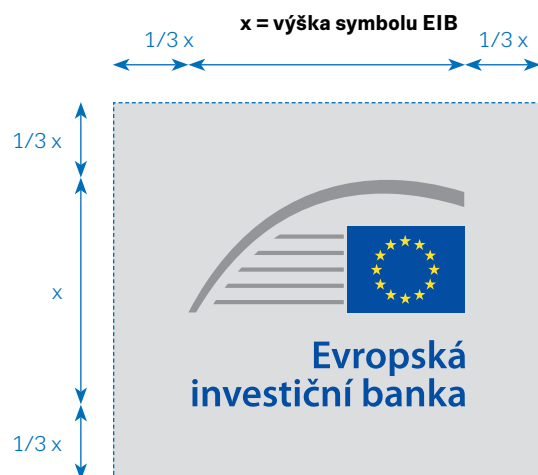 x = výška symbolu EIB
1/3 x
1/3 x
1/3 x
x
Evropská
investiční banka
1/3 x